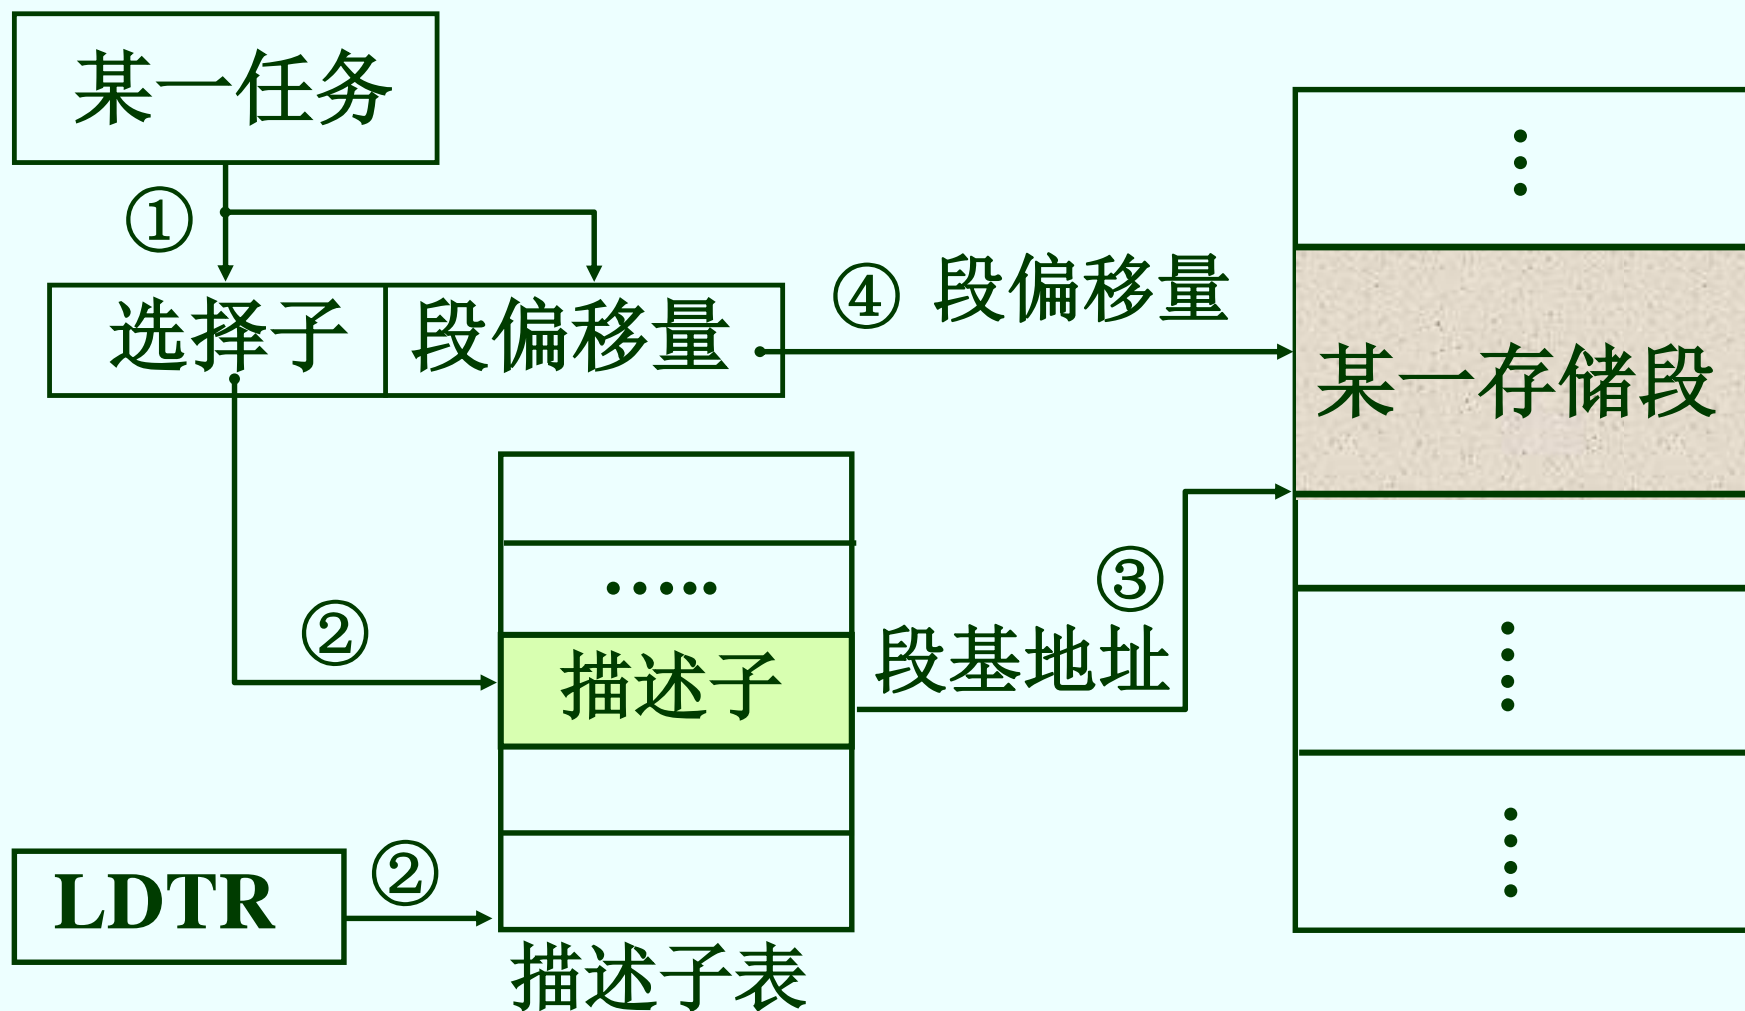 某一任务
①
④ 段偏移量
选择子
段偏移量
某一存储段
•••••
③
②
段基地址
描述子
LDTR
②
描述子表